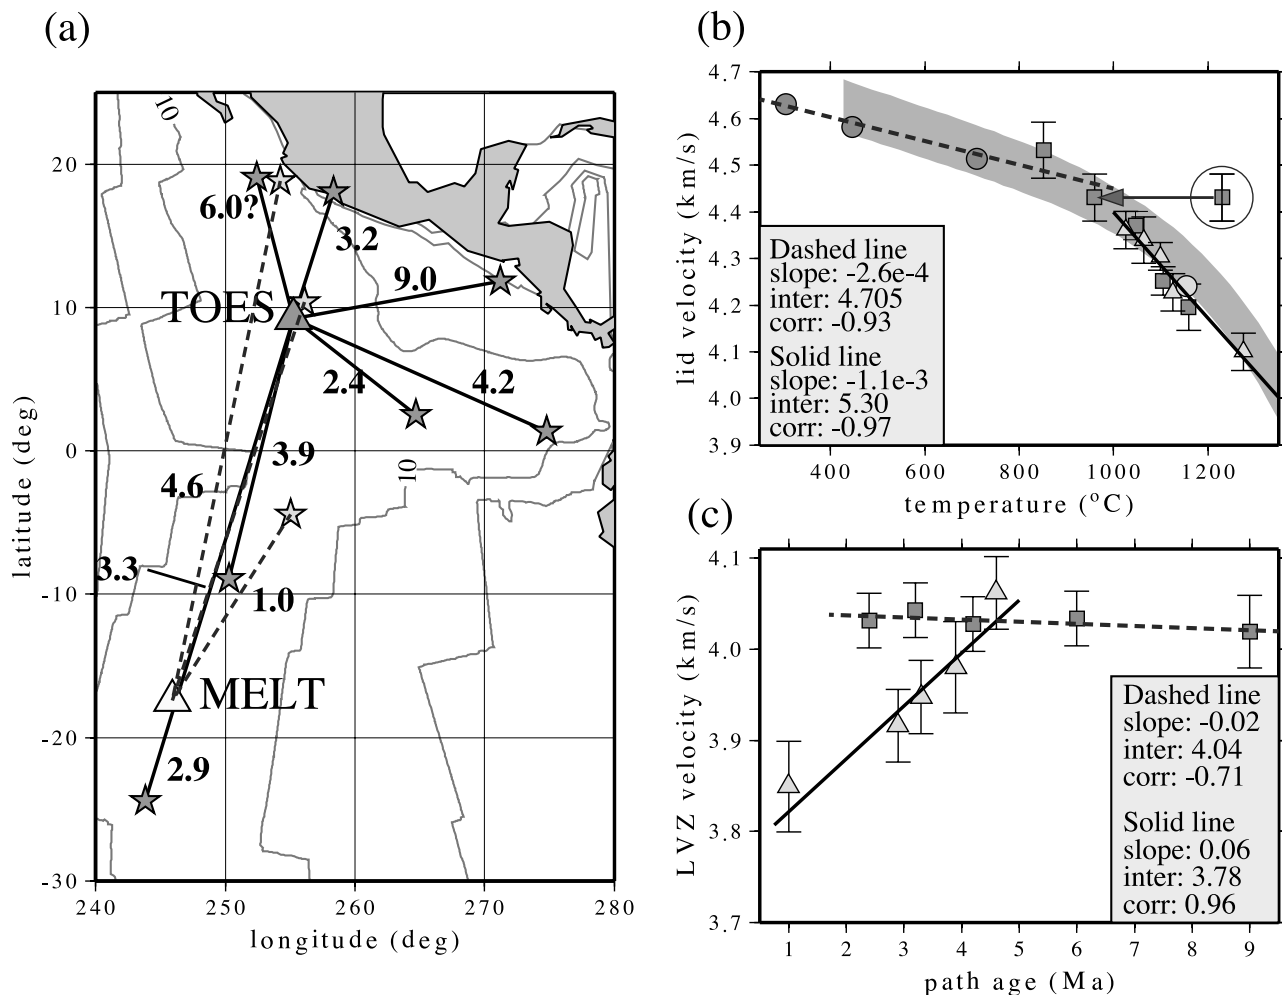 (a)
10
20
10
0
-10
-20
-30
240
250
260
270
280
latitude (deg)
longitude (deg)
6.0?
3.2
9.0
TOES
2.4
4.2
3.9
4.6
10
3.3
1.0
MELT
2.9
(b)
4.7
4.6
4.5
4.4
4.3
4.2
4.1
4.0
3.9
lid velocity (km/s)
Dashed line
slope: -2.6e-4
inter: 4.705
corr: -0.93
Solid line
slope: -1.1e-3
inter: 5.30
corr: -0.97
400
600
800
1000
1200
temperature (°C)
(c)
4.1
4.0
3.9
3.8
3.7
LVZ velocity (km/s)
Dashed line
slope: -0.02
inter: 4.04
corr: -0.71
Solid line
slope: 0.06
inter: 3.78
corr: 0.96
1
2
3
4
5
6
7
8
9
path age (Ma)